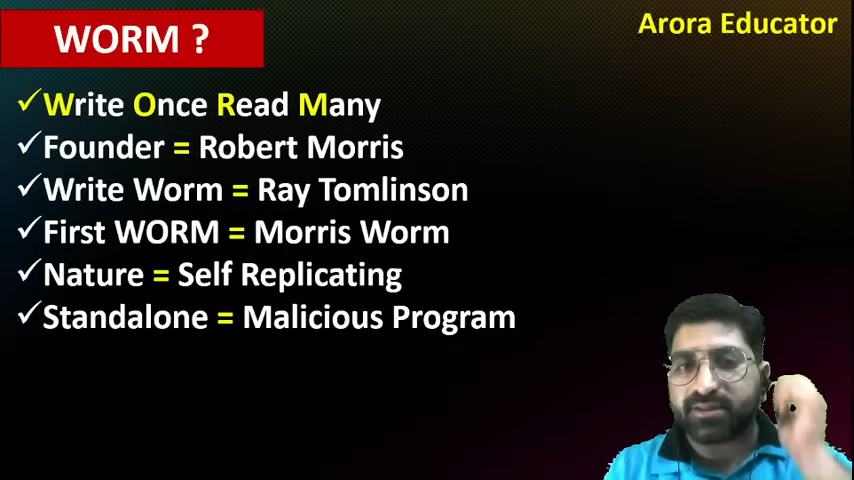 WORM ?
Arora Educator
✓Write Once Read Many
✓Founder = Robert Morris
✓Write Worm = Ray Tomlinson
✓First WORM = Morris Worm
✓Nature = Self Replicating
✓Standalone = Malicious Program